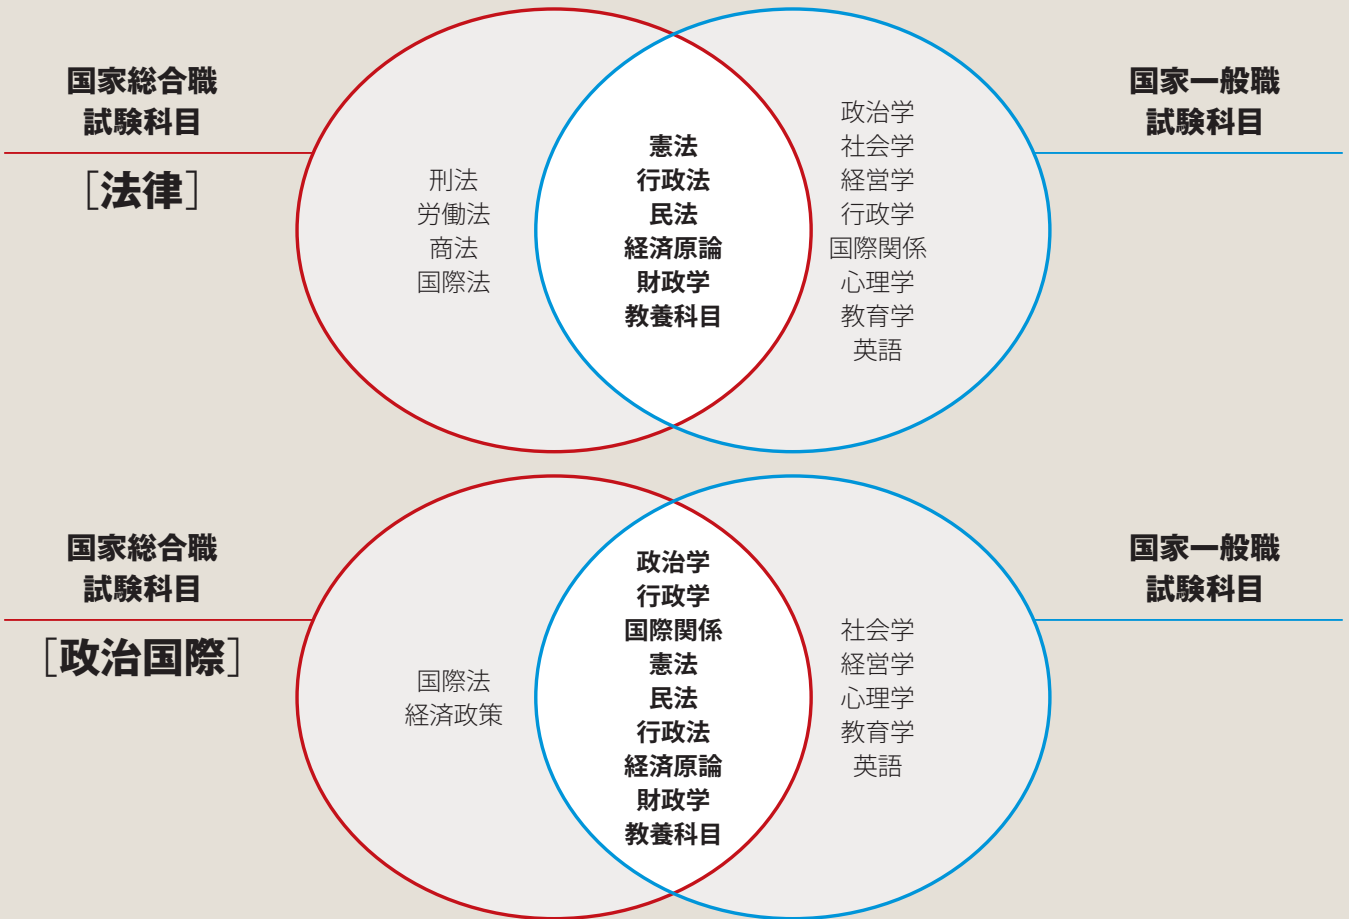 国家総合職
試験科目
［法律］
刑法
労働法
商法
国際法
憲法
行政法
民法
経済原論
財政学
教養科目
政治学
社会学
経営学
行政学
国際関係
心理学
教育学
英語
国家一般職
試験科目
国家総合職
試験科目
［政治国際］
国際法
経済政策
政治学
行政学
国際関係
憲法
民法
行政法
経済原論
財政学
教養科目
社会学
経営学
心理学
教育学
英語
国家一般職
試験科目